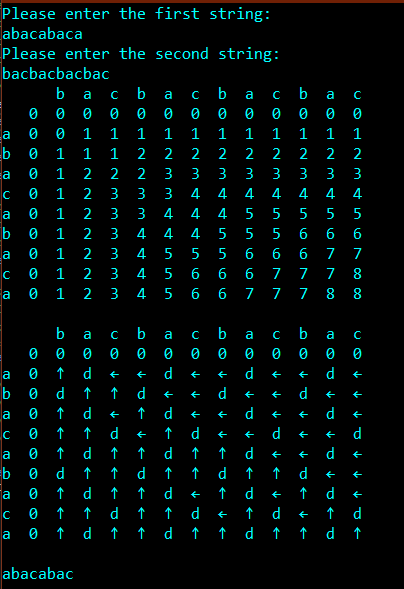 Please enter the first string:
abacabaca
Please enter the second string:
bacbacbacbac
b a c b a c b a c b a c
0 0 0 0 0 0 0 0 0 0 0 0 0
a 0 0 1 1 1 1 1 1 1 1 1 1 1
b 0 1 1 1 2 2 2 2 2 2 2 2 2
a 0 1 2 2 2 3 3 3 3 3 3 3 3
c 0 1 2 3 3 3 4 4 4 4 4 4 4
a 0 1 2 3 3 4 4 4 5 5 5 5 5
b 0 1 2 3 4 4 4 5 5 5 6 6 6
a 0 1 2 3 4 5 5 5 6 6 6 7 7
c 0 1 2 3 4 5 6 6 6 7 7 7 8
a 0 1 2 3 4 5 6 6 7 7 7 8 8
b a c b a c b a c b a c
0 0 0 0 0 0 0 0 0 0 0 0 0
a 0 ↑ d ← ← d ← ← d ← ← d ←
b 0 d ↑ ↑ d ← ← d ← ← d ← ←
a 0 ↑ d ← ↑ d ← ← d ← ← d ←
c 0 ↑ ↑ d ← ↑ d ← ← d ← ← d
a 0 ↑ d ↑ ↑ d ↑ ↑ d ← ← d ←
b 0 d ↑ ↑ d ↑ ↑ d ↑ ↑ d ← ←
a 0 ↑ d ↑ ↑ d ← ↑ d ← ↑ d ←
c 0 ↑ ↑ d ↑ ↑ d ← ↑ d ← ↑ d
a 0 ↑ d ↑ ↑ d ↑ ↑ d ↑ ↑ d ↑
abacabac